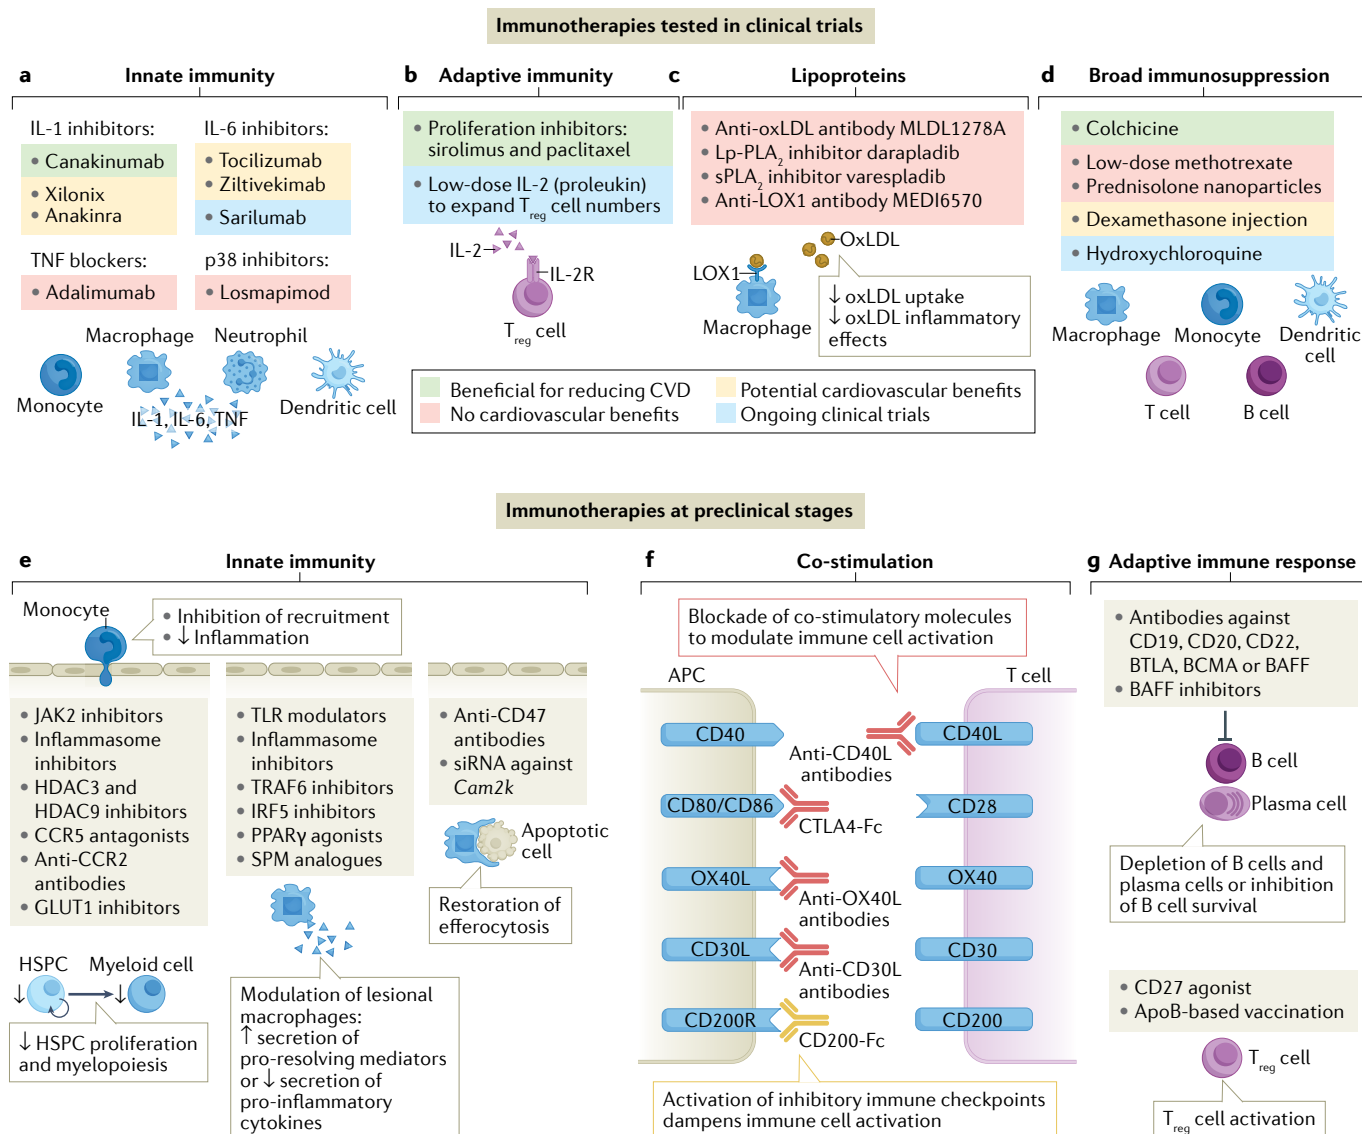 Immunotherapies tested in clinical trials
a Innate immunity
IL-1 inhibitors:
• Canakinumab
• Xilonix
• Anakinra
IL-6 inhibitors:
• Tocilizumab
• Ziltivekimab
• Sarilumab
TNF blockers:
• Adalimumab
p38 inhibitors:
• Losmapimod
Macrophage
Neutrophil
Monocyte
IL-1, IL-6, TNF
Dendritic cell
b Adaptive immunity
• Proliferation inhibitors:
sirolimus and paclitaxel
• Low-dose IL-2 (proleukin)
to expand Treg cell numbers
IL-2
IL-2R
Treg cell
c Lipoproteins
• Anti-oxLDL antibody MLDL1278A
• Lp-PLA2 inhibitor darapladib
• sPLA2 inhibitor varespladib
• Anti-LOX1 antibody MEDI6570
OxLDL
LOX1
Macrophage
↓ oxLDL uptake
↓ oxLDL inflammatory
effects
d Broad immunosuppression
• Colchicine
• Low-dose methotrexate
• Prednisolone nanoparticles
• Dexamethasone injection
• Hydroxychloroquine
Macrophage
Monocyte
Dendritic
cell
T cell
B cell
Beneficial for reducing CVD
No cardiovascular benefits
Potential cardiovascular benefits
Ongoing clinical trials
Immunotherapies at preclinical stages
e Innate immunity
Monocyte
• Inhibition of recruitment
• ↓ Inflammation
• JAK2 inhibitors
• Inflammasome
inhibitors
• HDAC3 and
HDAC9 inhibitors
• CCR5 antagonists
• Anti-CCR2
antibodies
• GLUT1 inhibitors
HSPC
Myeloid cell
↓
↓
↓ HSPC proliferation
and myelopoiesis
• TLR modulators
• Inflammasome
inhibitors
• TRAF6 inhibitors
• IRF5 inhibitors
• PPARγ agonists
• SPM analogues
Modulation of lesional
macrophages:
↑ secretion of
pro-resolving mediators
or ↓ secretion of
pro-inflammatory
cytokines
• Anti-CD47
antibodies
• siRNA against
Cam2k
Apoptotic
cell
Restoration of
efferocytosis
f Co-stimulation
Blockade of co-stimulatory molecules
to modulate immune cell activation
APC
T cell
CD40
Anti-CD40L
antibodies
CD40L
CD80/CD86
CTLA4-Fc
CD28
OX40L
Anti-OX40L
antibodies
OX40
CD30L
Anti-CD30L
antibodies
CD30
CD200R
CD200-Fc
CD200
Activation of inhibitory immune checkpoints
dampens immune cell activation
g Adaptive immune response
• Antibodies against
CD19, CD20, CD22,
BTLA, BCMA or BAFF
• BAFF inhibitors
B cell
Plasma cell
Depletion of B cells and
plasma cells or inhibition
of B cell survival
• CD27 agonist
• ApoB-based vaccination
Treg cell
Treg cell activation